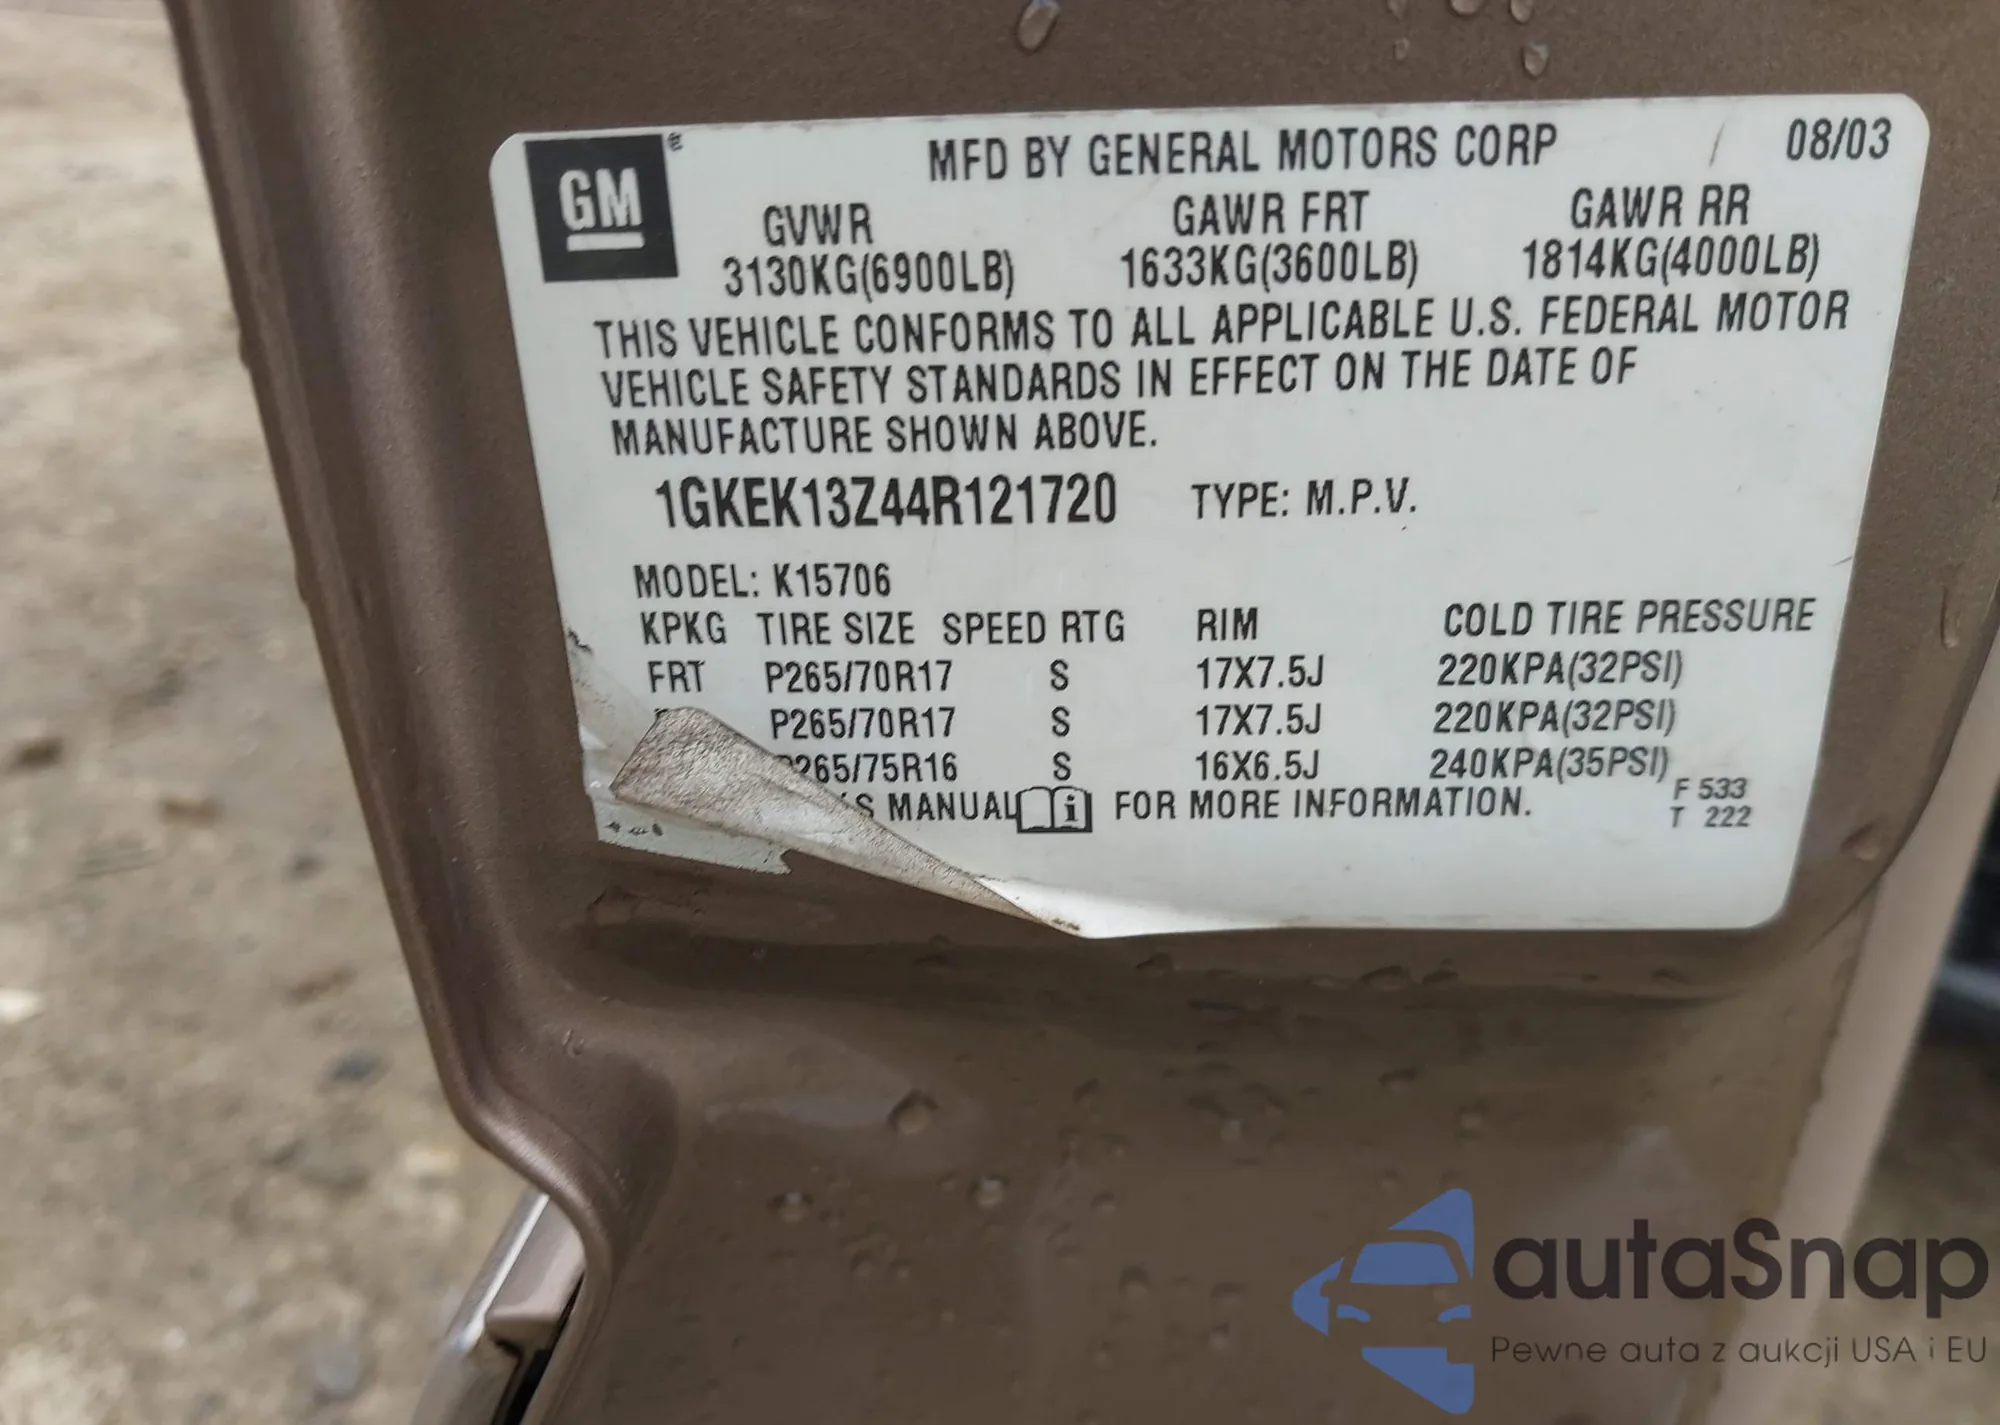 GM
MFD BY GENERAL MOTORS CORP 08/03
GVWR GAWR FRT GAWR RR
3130KG(6900LB) 1633KG(3600LB) 1814KG(4000LB)
THIS VEHICLE CONFORMS TO ALL APPLICABLE U.S. FEDERAL MOTOR
VEHICLE SAFETY STANDARDS IN EFFECT ON THE DATE OF
MANUFACTURE SHOWN ABOVE.
1GKEK13Z44R121720 TYPE: M.P.V.
MODEL: K15706
KPKG TIRE SIZE SPEED RTG RIM COLD TIRE PRESSURE
FRT P265/70R17 S 17X7.5J 220KPA(32PSI)
P265/70R17 S 17X7.5J 220KPA(32PSI)
265/75R16 S 16X6.5J 240KPA(35PSI)
MANUAL FOR MORE INFORMATION.
F 533
T 222
autaSnap
Pewne auta z aukcji USA i EU